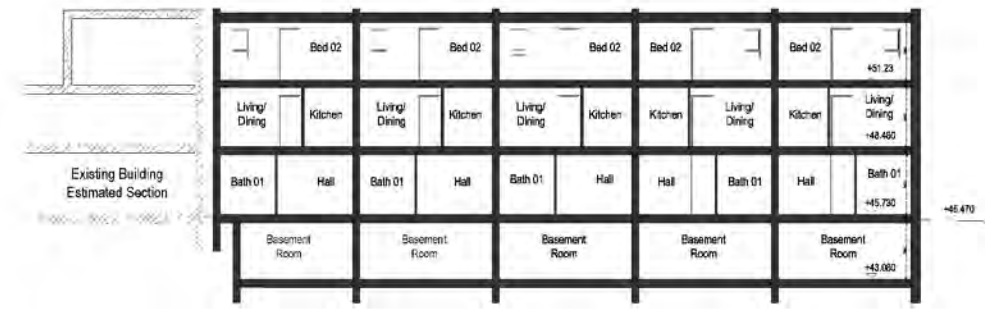 Bed 02 Bed 02 Bed 02 Bed 02 Bed 02
+51.23
Living/ Dining Kitchen Living/ Dining Kitchen Living/ Dining Kitchen Kitchen Living/ Dining Kitchen Living/ Dining
+48.480
Existing Building
Estimated Section
Bath 01 Hall Bath 01 Hall Bath 01 Hall Hall Bath 01 Hall Bath 01
+45.730
+45.470
Basement Room Basement Room Basement Room Basement Room Basement Room
+43.080